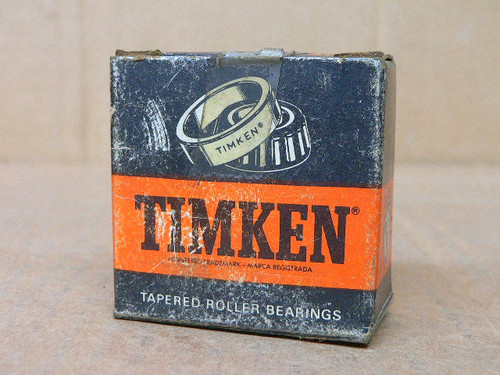 TIMKEN®
TIMKEN®
REGISTERED TRADEMARK - MARCA REGISTRADA
TAPERED ROLLER BEARINGS